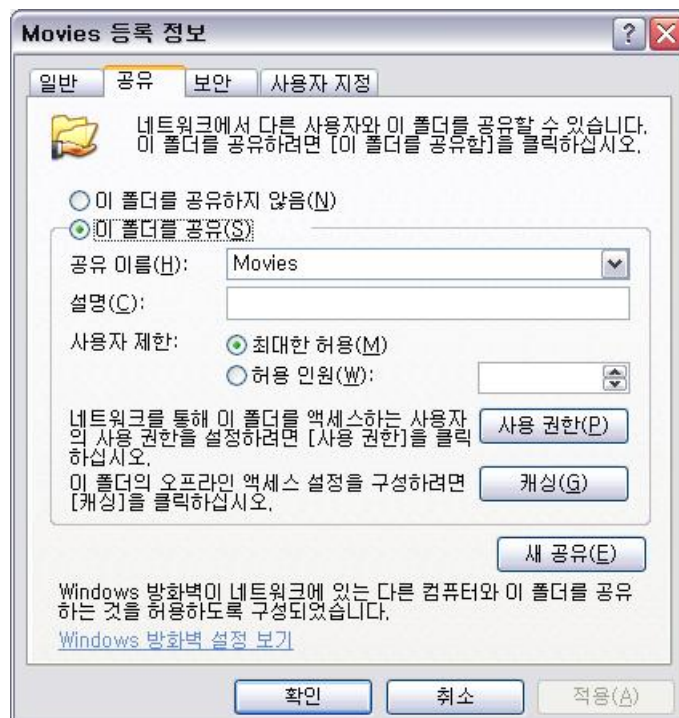 Movies 등록 정보
일반 공유 보안 사용자 지정
네트워크에서 다른 사용자와 이 폴더를 공유할 수 있습니다.
이 폴더를 공유하려면 [이 폴더를 공유함]을 클릭하십시오.
이 폴더를 공유하지 않음(N)
이 폴더를 공유(S)
공유 이름(H): Movies
설명(C):
사용자 제한: 최대한 허용(M)
허용 인원(W):
네트워크를 통해 이 폴더를 액세스하는 사용자
의 사용 권한을 설정하려면 [사용 권한]을 클릭
하십시오.
사용 권한(P)
이 폴더의 오프라인 액세스 설정을 구성하려면
[캐싱]을 클릭하십시오.
캐싱(G)
새 공유(E)
Windows 방화벽이 네트워크에 있는 다른 컴퓨터와 이 폴더를 공유
하는 것을 허용하도록 구성되었습니다.
Windows 방화벽 설정 보기
확인 취소 적용(A)